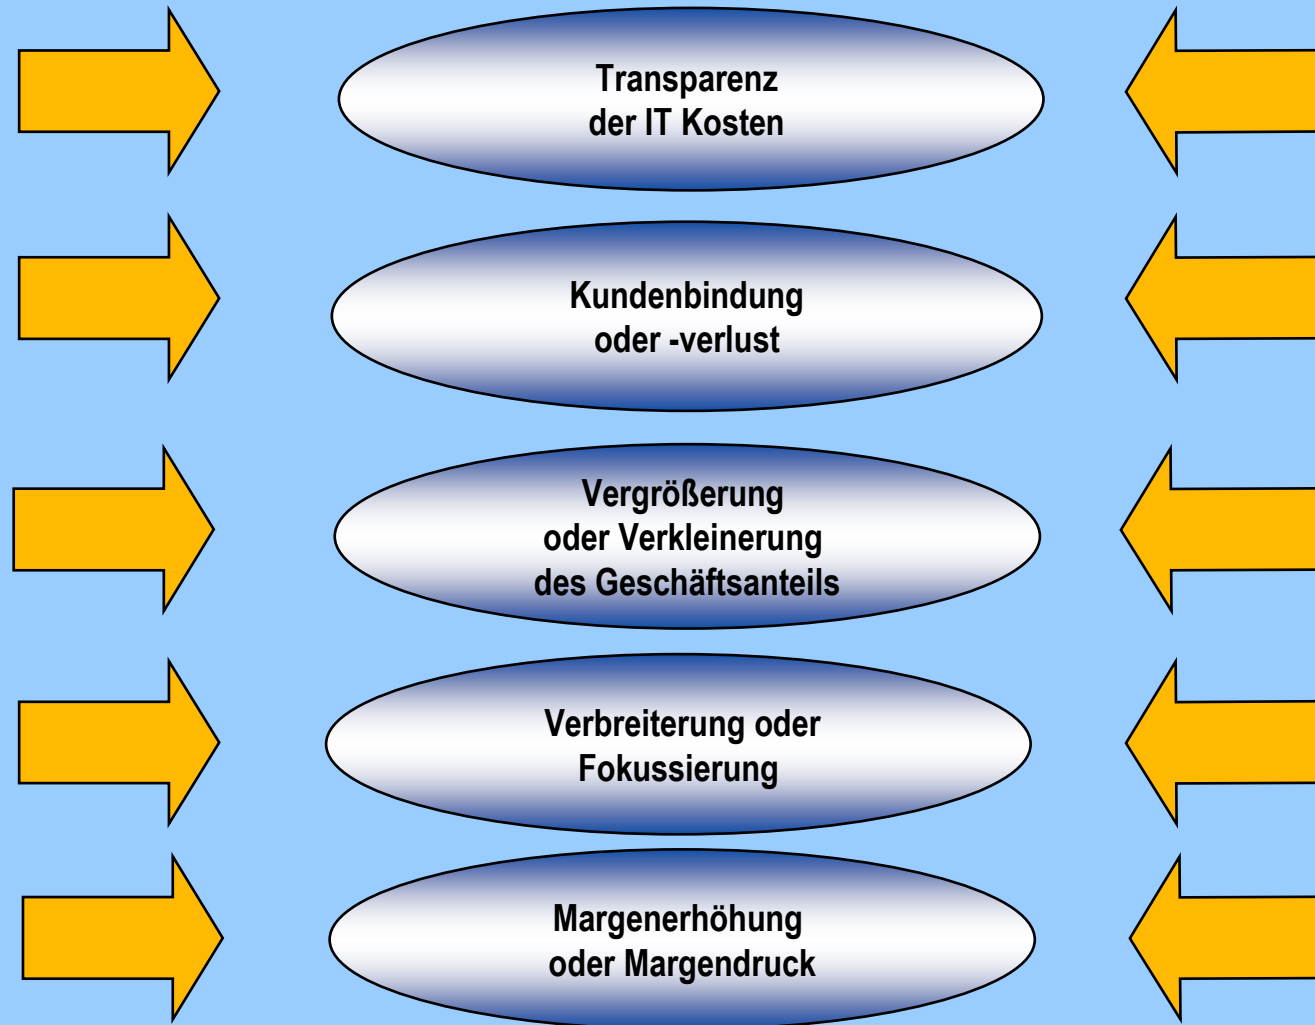 Transparenz
der IT Kosten
Kundenbindung
oder -verlust
Vergrößerung
oder Verkleinerung
des Geschäftsanteils
Verbreiterung oder
Fokussierung
Margenerhöhung
oder Margendruck